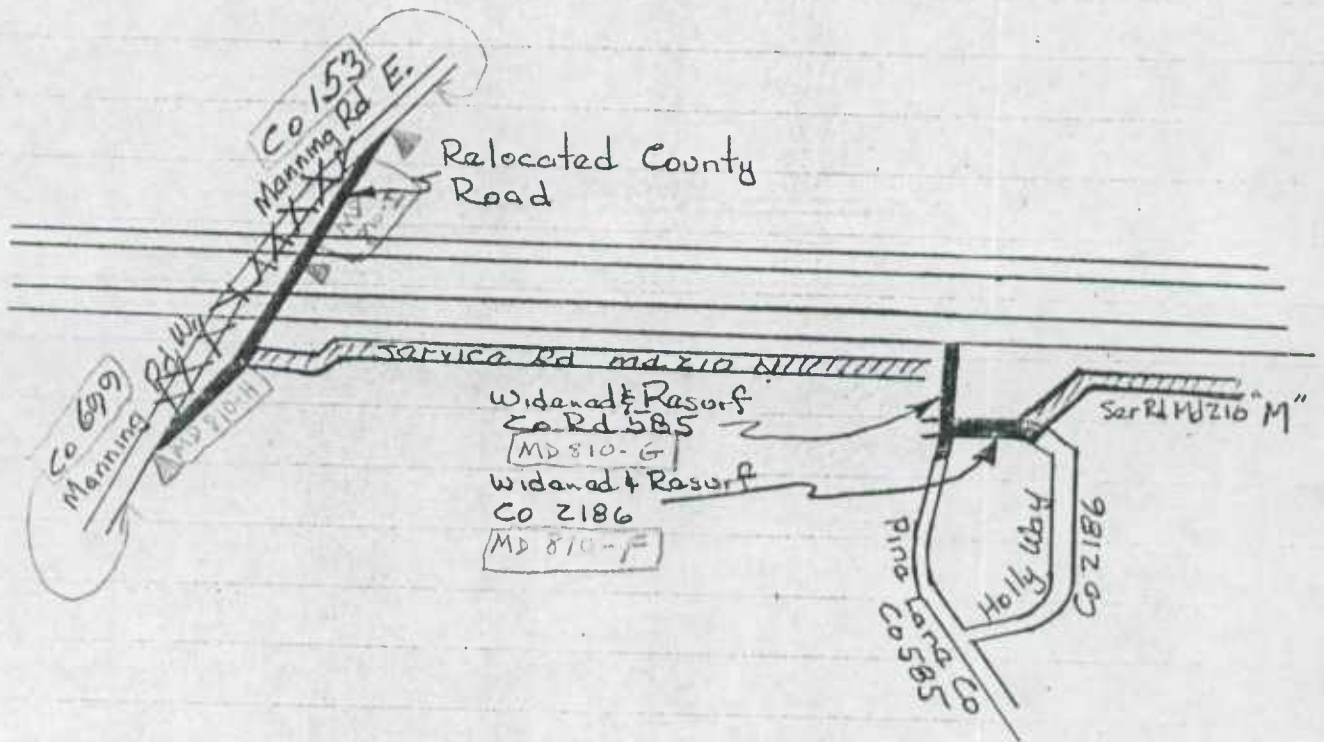 Co 153
Manning Rd E.
Relocated County
Road
Co 699
Manning Rd W
MD 810-H
Service Rd Md 210 N
Widened & Resurf
Co Rd 585
MD 810-G
Widened & Resurf
Co 2186
MD 810-F
Ser Rd Md 210 "M"
Holly Way
Co 2186
Pine Lane Co
Co 585